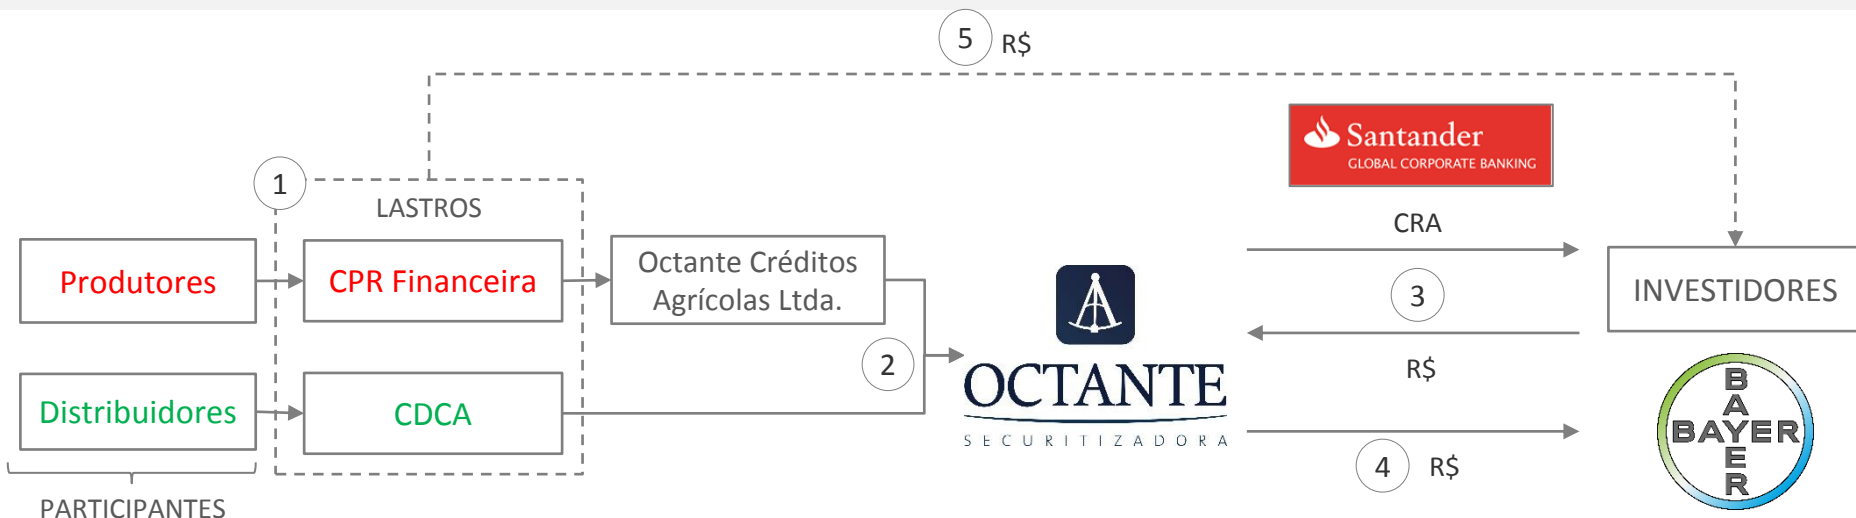 5 R$
Santander
GLOBAL CORPORATE BANKING
1
LASTROS
CRA
Produtores
CPR Financeira
Octante Créditos
Agrícolas Ltda.
3
INVESTIDORES
2
R$
Distribuidores
CDCA
OCTANTE
SECURITIZADORA
4 R$
BAYER
BAYER
PARTICIPANTES